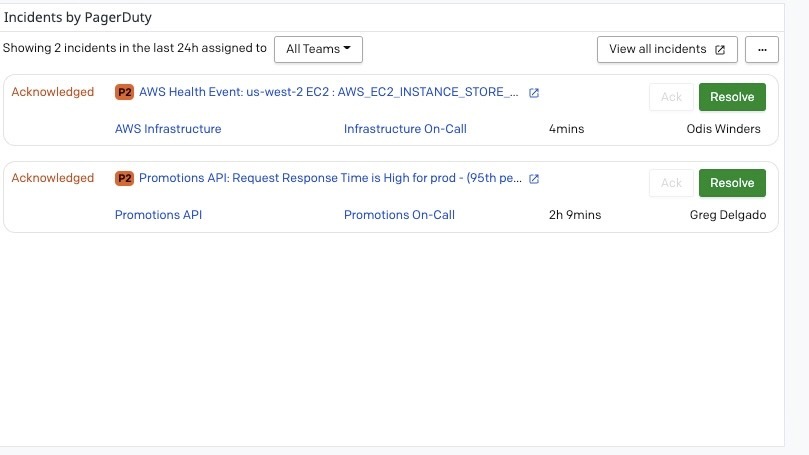 Incidents by PagerDuty
Showing 2 incidents in the last 24h assigned to All Teams View all incidents ...
Acknowledged P2 AWS Health Event: us-west-2 EC2 : AWS_EC2_INSTANCE_STORE_... Ack Resolve
AWS Infrastructure Infrastructure On-Call 4mins Odis Winders
Acknowledged P2 Promotions API: Request Response Time is High for prod - (95th pe... Ack Resolve
Promotions API Promotions On-Call 2h 9mins Greg Delgado